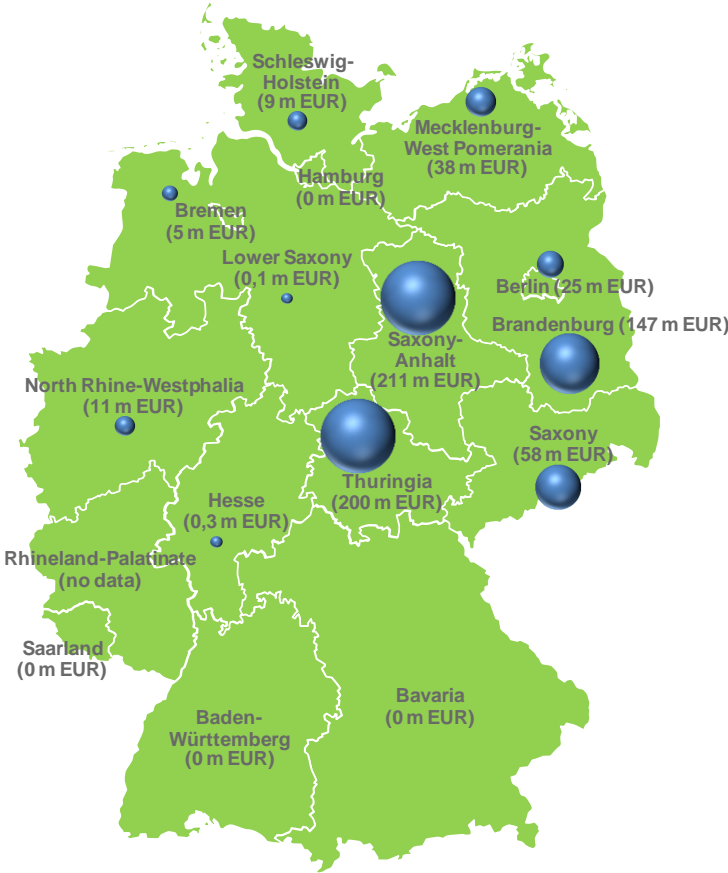 Schleswig-
Holstein
(9 m EUR)
Mecklenburg-
West Pomerania
(38 m EUR)
Hamburg
(0 m EUR)
Bremen
(5 m EUR)
Lower Saxony
(0,1 m EUR)
Berlin (25 m EUR)
Brandenburg (147 m EUR)
Saxony-
Anhalt
(211 m EUR)
North Rhine-Westphalia
(11 m EUR)
Saxony
(58 m EUR)
Thuringia
(200 m EUR)
Hesse
(0,3 m EUR)
Rhineland-Palatinate
(no data)
Saarland
(0 m EUR)
Bavaria
(0 m EUR)
Baden-
Württemberg
(0 m EUR)